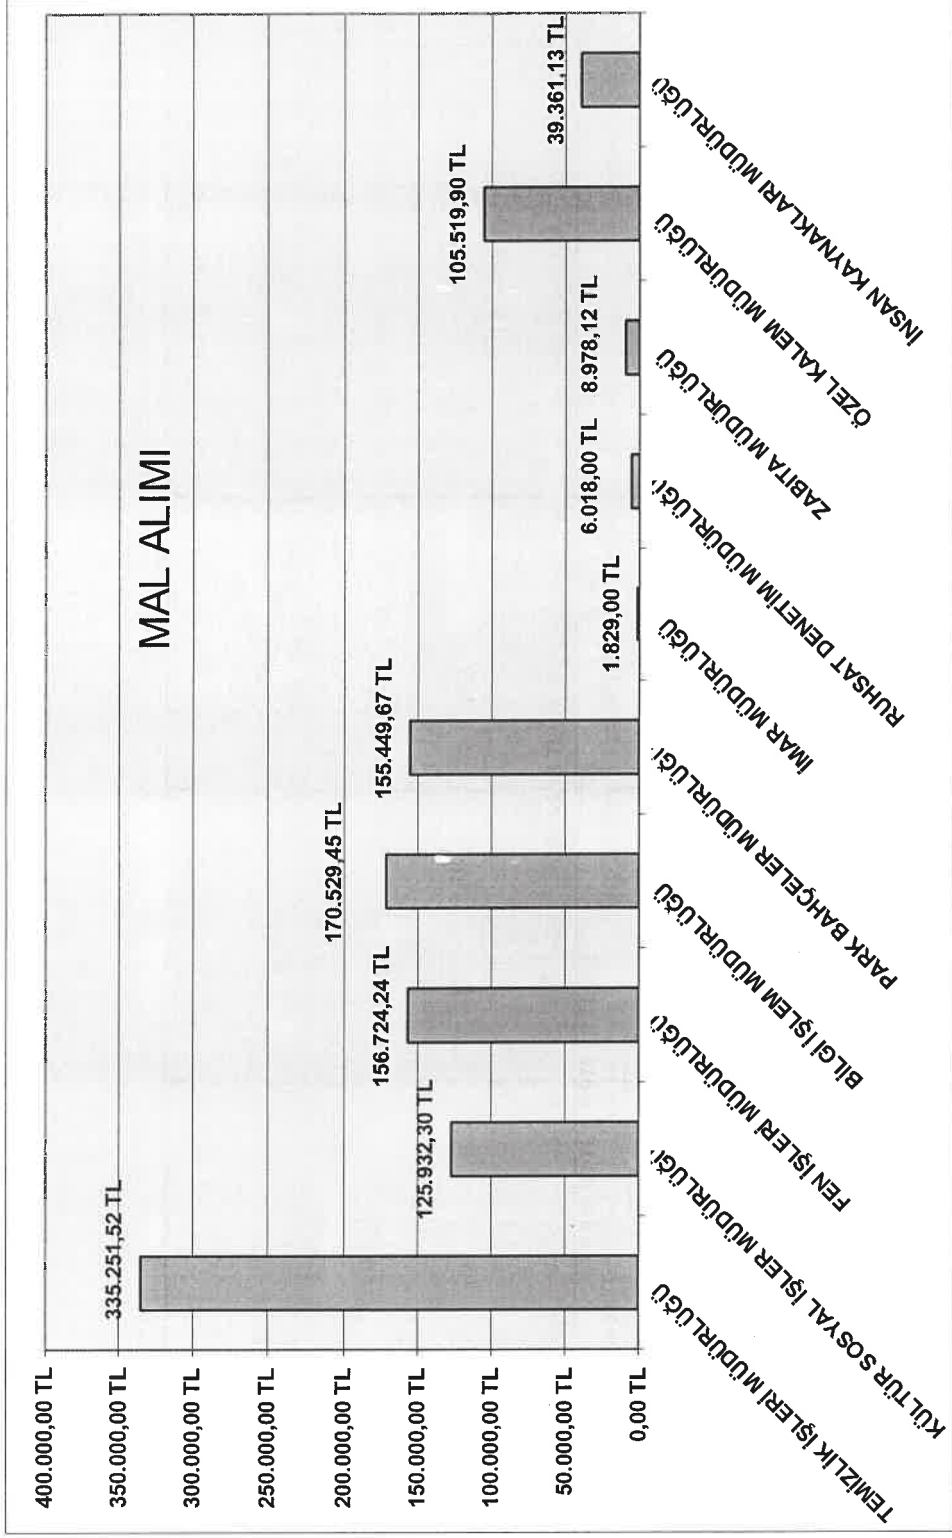 MAL ALIMI
400.000,00 TL
350.000,00 TL
300.000,00 TL
250.000,00 TL
200.000,00 TL
150.000,00 TL
100.000,00 TL
50.000,00 TL
0,00 TL
335.251,52 TL
125.932,30 TL
156.724,24 TL
170.529,45 TL
155.449,67 TL
1.829,00 TL
6.018,00 TL
8.978,12 TL
105.519,90 TL
39.361,13 TL
TEMİZLİK İŞLERİ MÜDÜRLÜĞÜ
KÜLTÜR SOSYAL İŞLER MÜDÜRLÜĞÜ
FEN İŞLERİ MÜDÜRLÜĞÜ
BİLGİ İŞLEM MÜDÜRLÜĞÜ
PARK BAHÇELER MÜDÜRLÜĞÜ
İMAR MÜDÜRLÜĞÜ
RUHSAT DENETİM MÜDÜRLÜĞÜ
ZABITA MÜDÜRLÜĞÜ
ÖZEL KALEM MÜDÜRLÜĞÜ
İNSAN KAYNAKLARI MÜDÜRLÜĞÜ